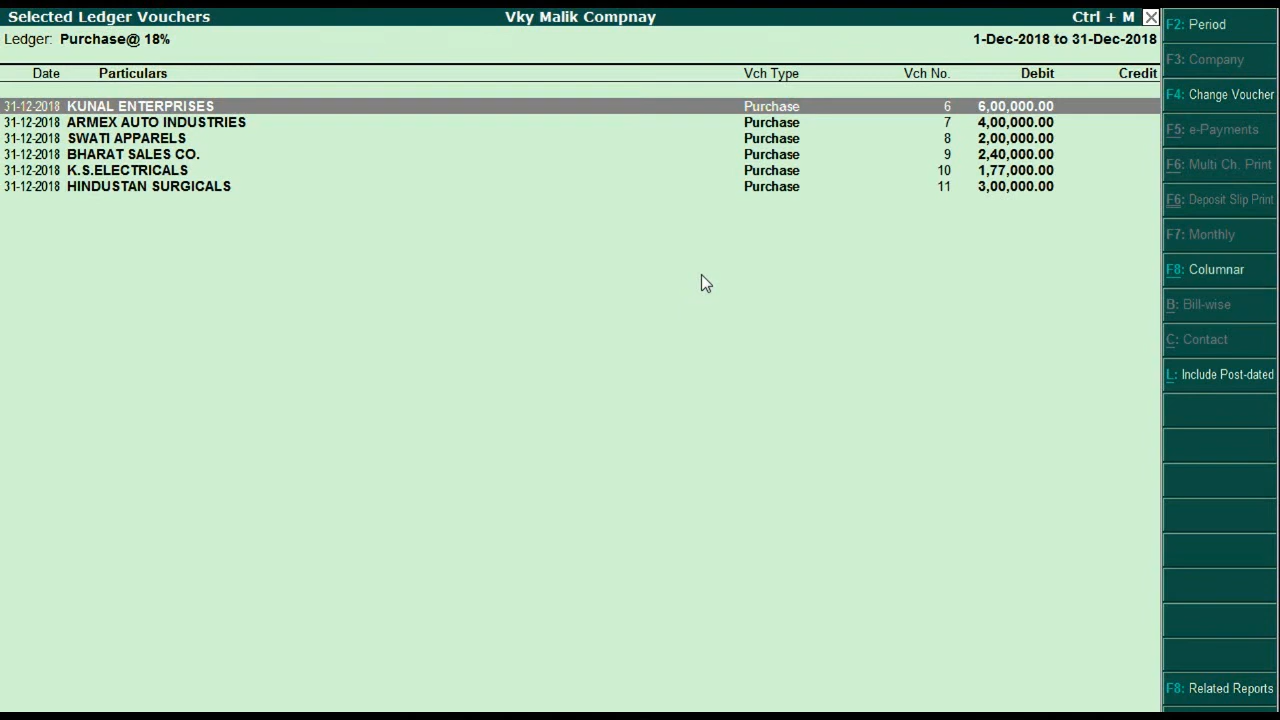 Selected Ledger Vouchers Vky Malik Compnay Ctrl + M
Ledger: Purchase@ 18% 1-Dec-2018 to 31-Dec-2018
Date Particulars Vch Type Vch No. Debit Credit
31-12-2018 KUNAL ENTERPRISES Purchase 6 6,00,000.00
31-12-2018 ARMEX AUTO INDUSTRIES Purchase 7 4,00,000.00
31-12-2018 SWATI APPARELS Purchase 8 2,00,000.00
31-12-2018 BHARAT SALES CO. Purchase 9 2,40,000.00
31-12-2018 K.S.ELECTRICALS Purchase 10 1,77,000.00
31-12-2018 HINDUSTAN SURGICALS Purchase 11 3,00,000.00
F2: Period
F3: Company
F4: Change Voucher
F5: e-Payments
F6: Multi Ch. Print
F6: Deposit Slip Print
F7: Monthly
F8: Columnar
B: Bill-wise
C: Contact
L: Include Post-dated
F8: Related Reports